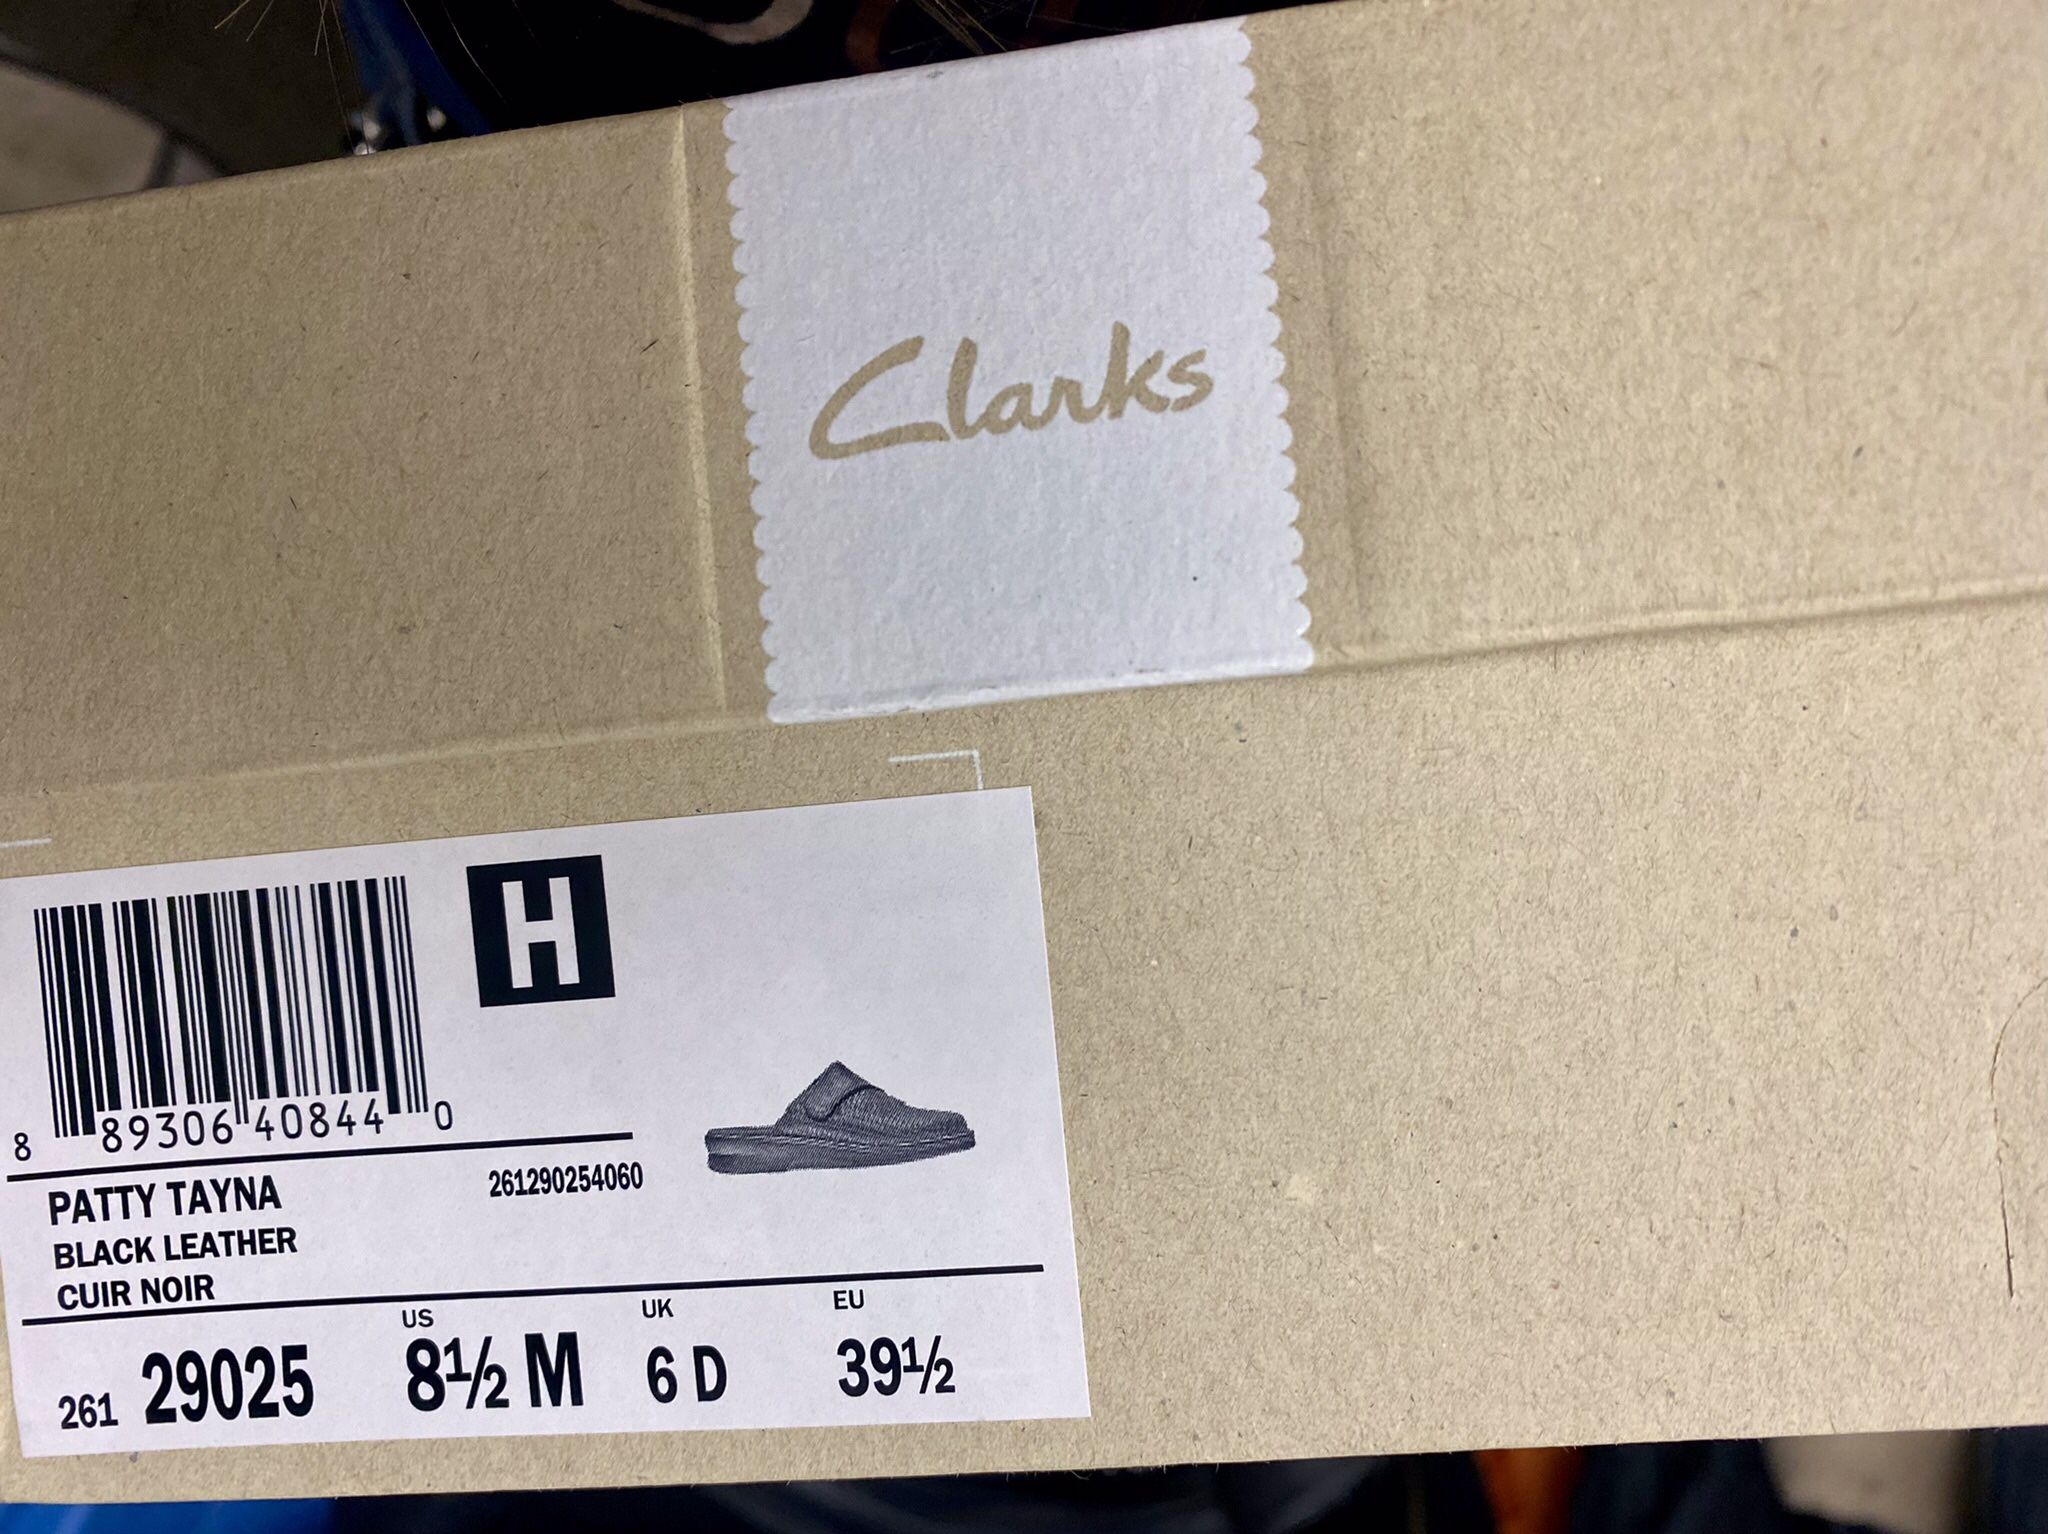 Clarks
H
8 89306 40844 0
PATTY TAYNA
261290254060
BLACK LEATHER
CUIR NOIR
US UK EU
261 29025 8½ M 6 D 39½